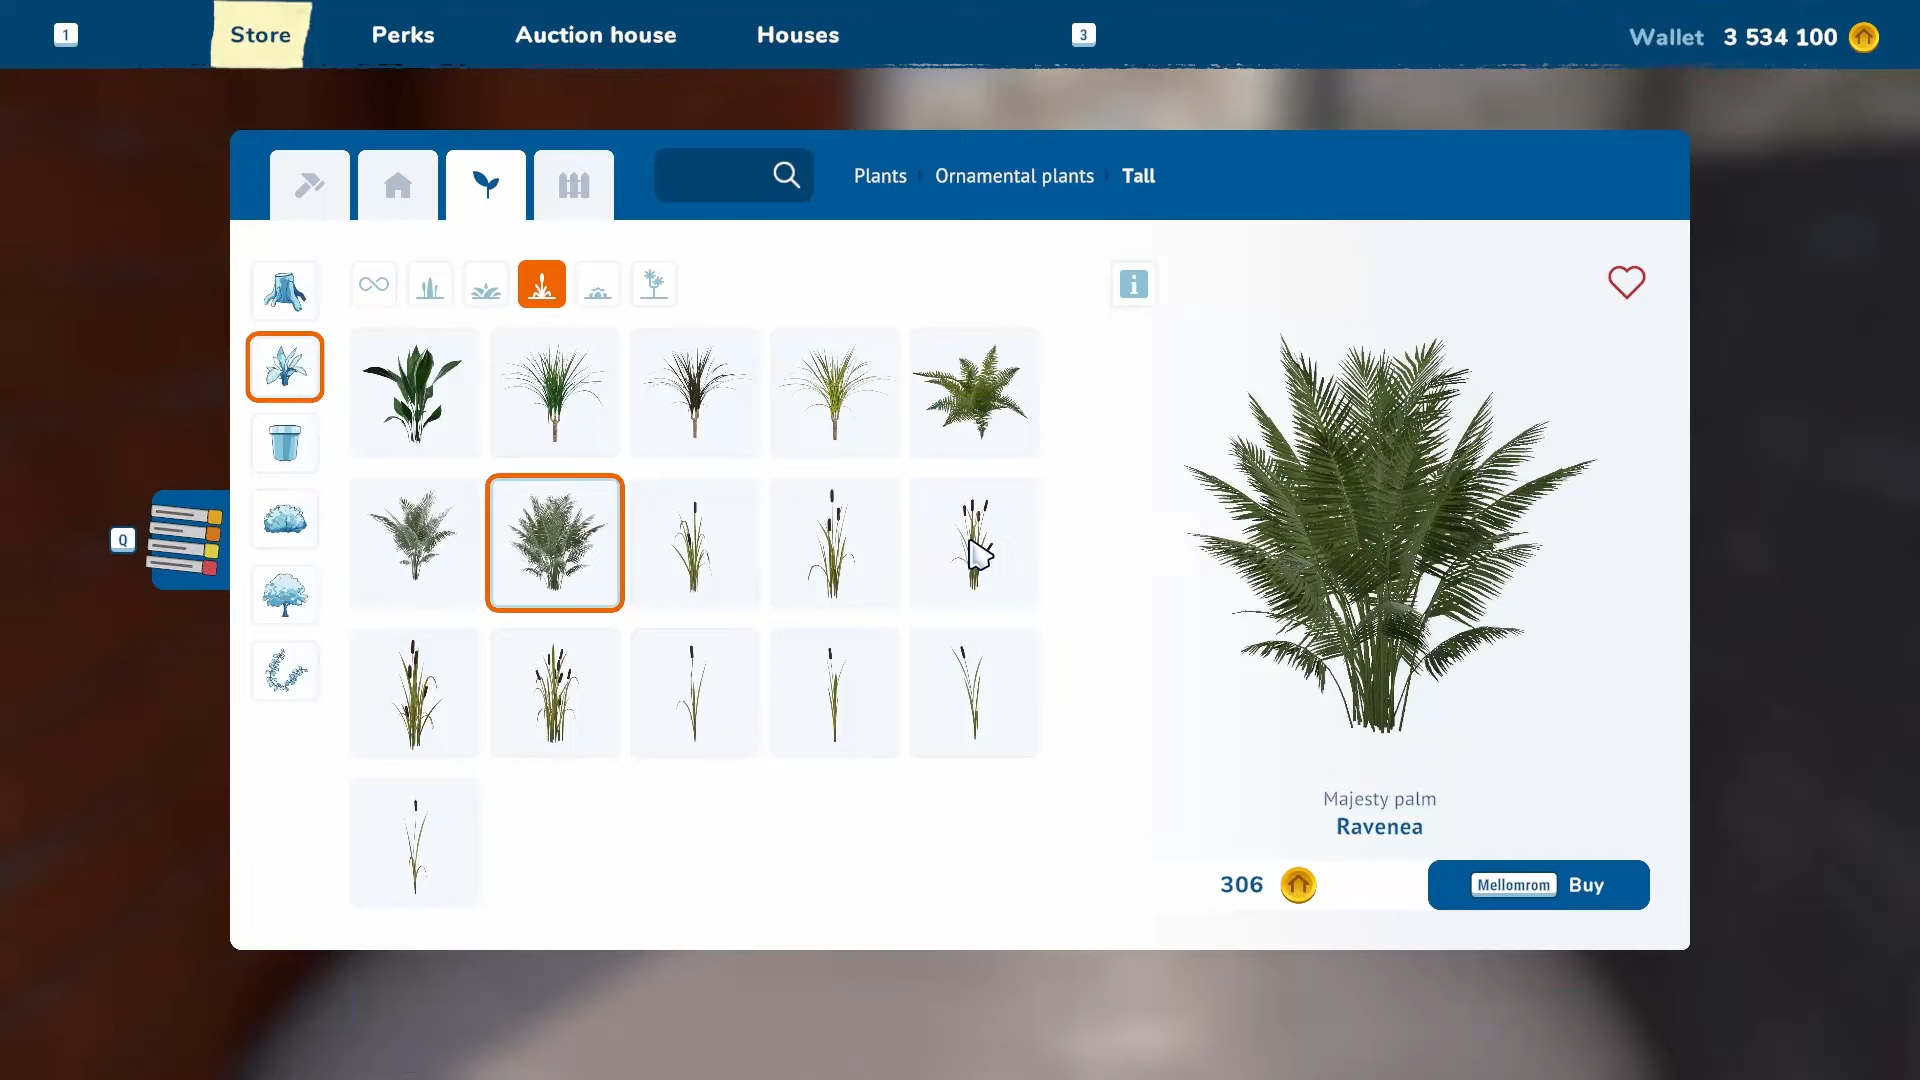 1
Store
Perks
Auction house
Houses
3
Wallet 3 534 100
Plants
Ornamental plants
Tall
i
Q
Majesty palm
Ravenea
306
Mellomrom Buy